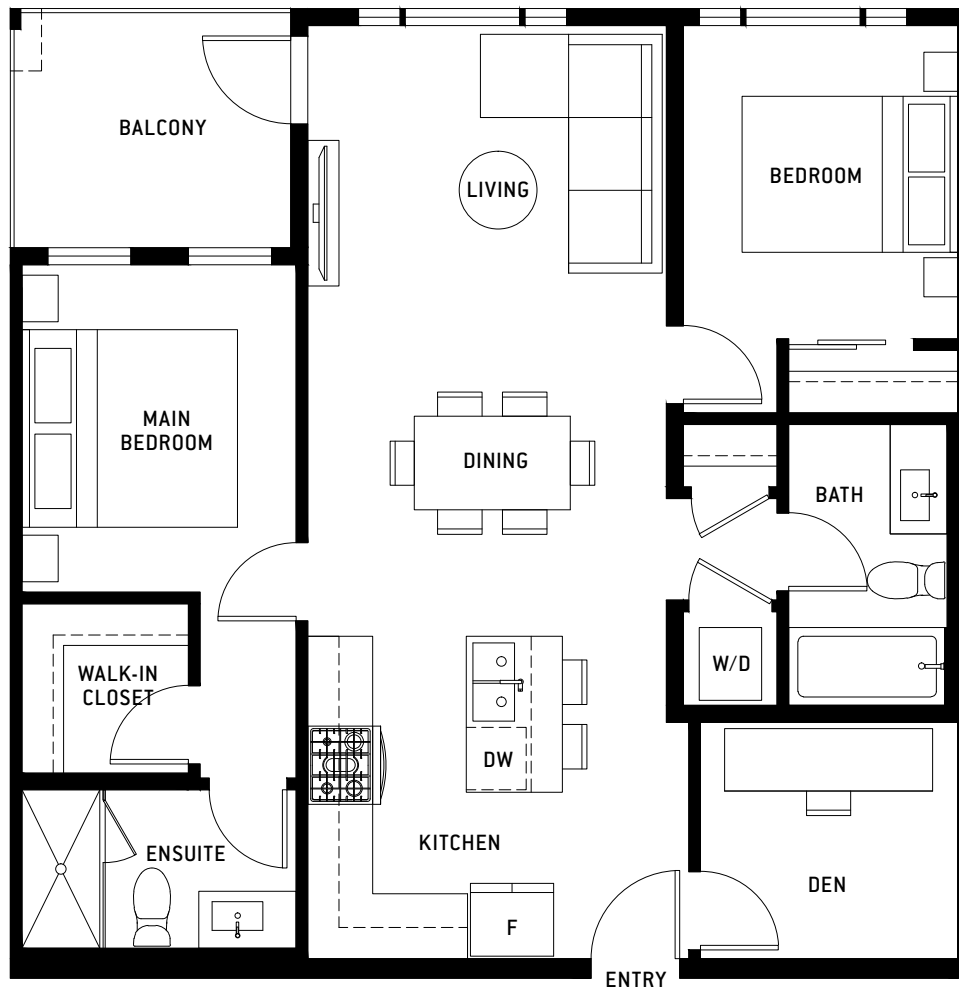 BALCONY
LIVING
BEDROOM
MAIN
BEDROOM
DINING
BATH
WALK-IN
CLOSET
W/D
DW
KITCHEN
ENSUITE
DEN
F
ENTRY